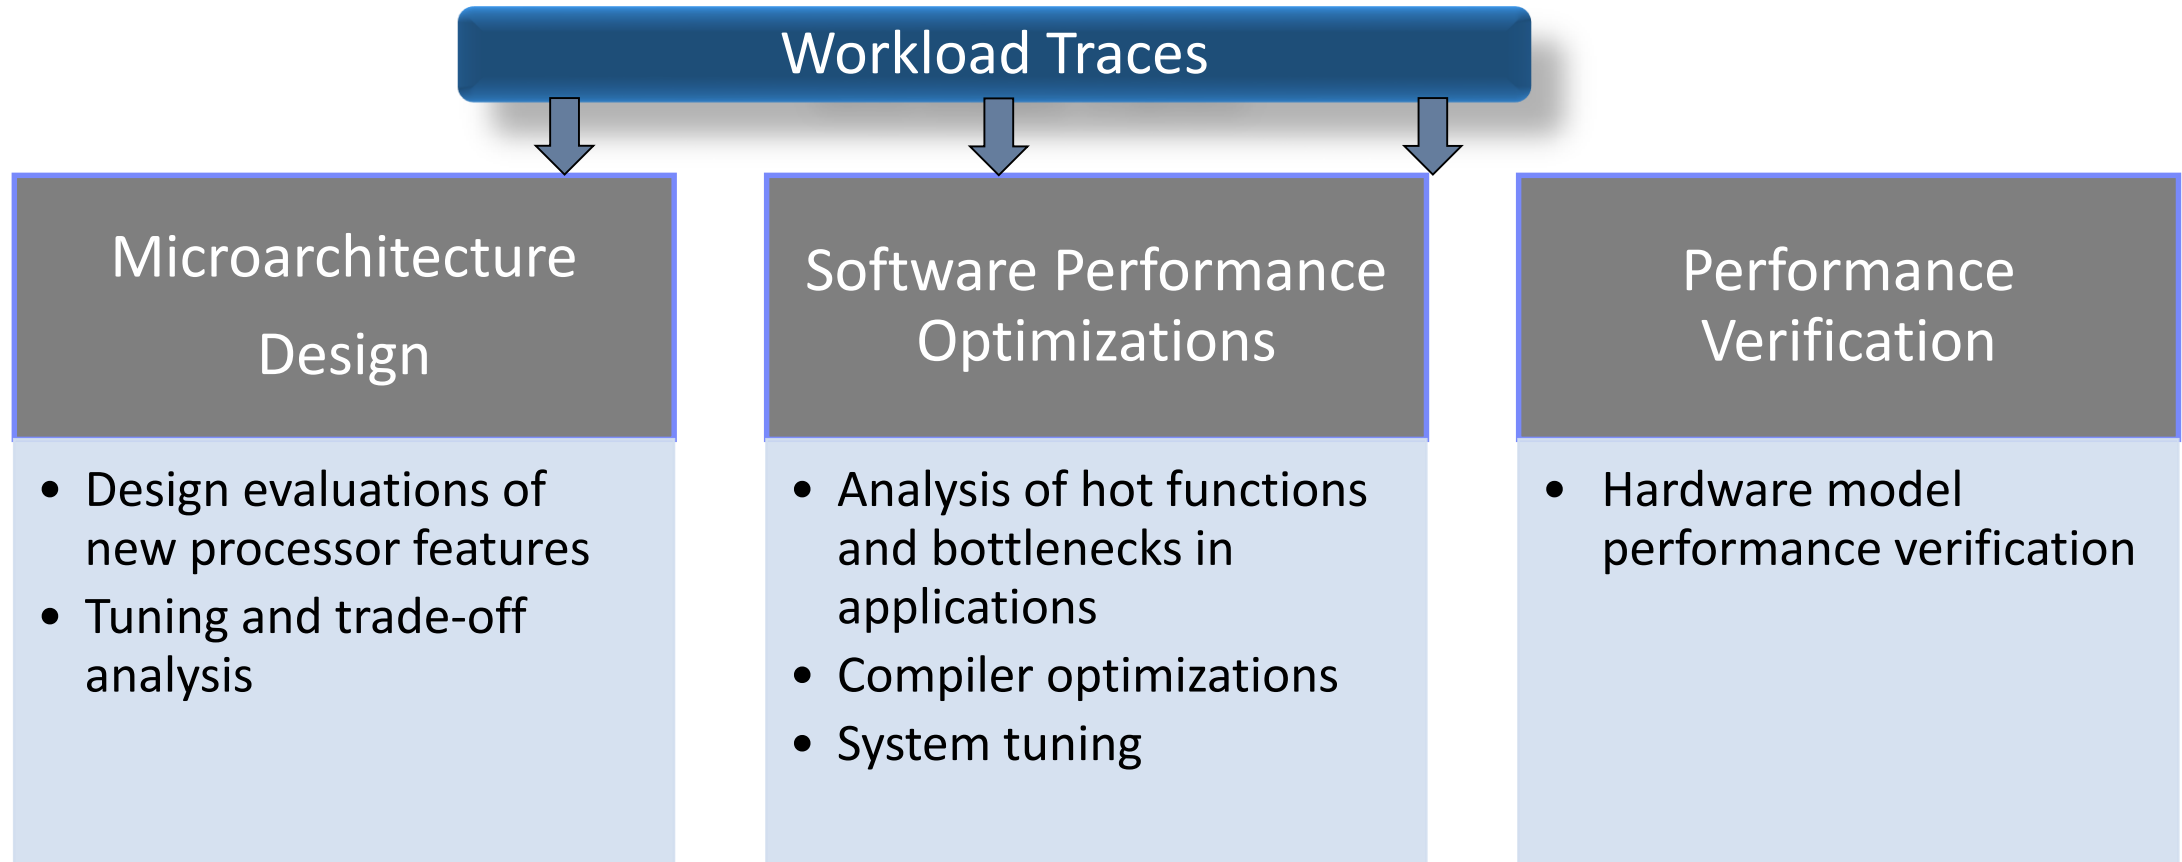 Workload Traces
Microarchitecture
Design
• Design evaluations of
new processor features
• Tuning and trade-off
analysis
Software Performance
Optimizations
• Analysis of hot functions
and bottlenecks in
applications
• Compiler optimizations
• System tuning
Performance
Verification
• Hardware model
performance verification